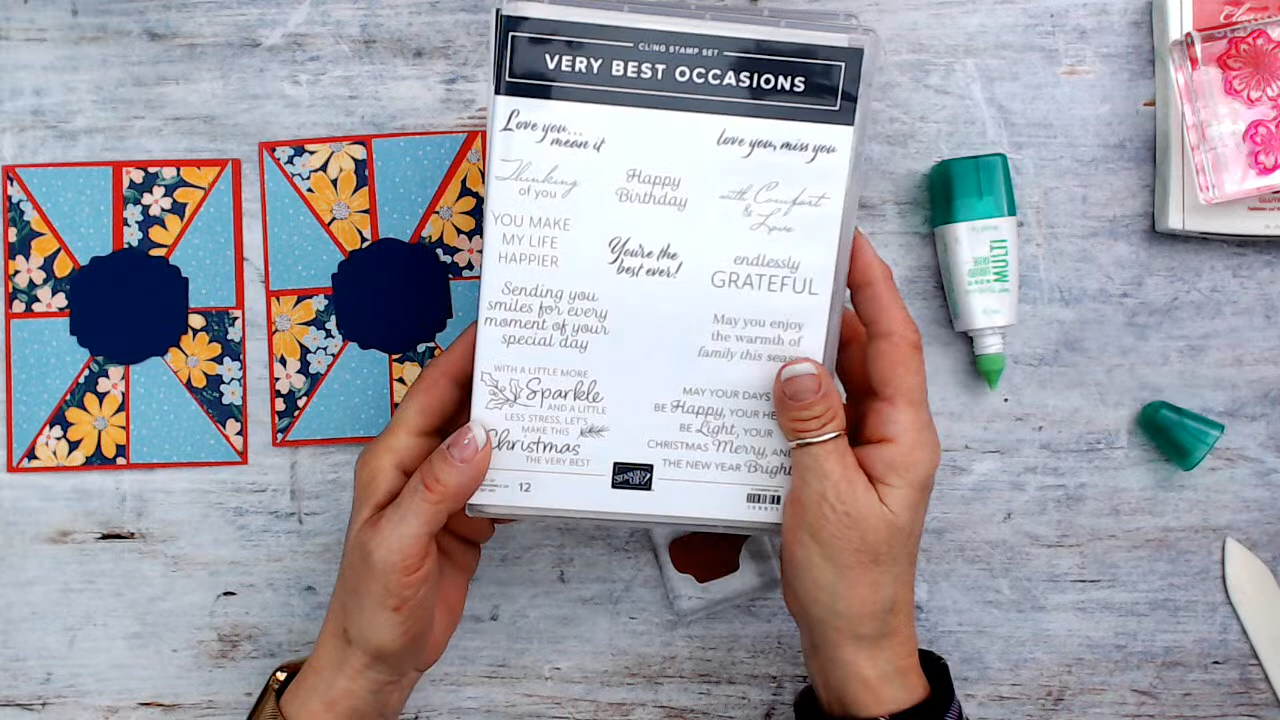 CLING STAMP SET
VERY BEST OCCASIONS
Love you...
mean it
love you, miss you
Thinking
of you
Happy
Birthday
with Comfort
& Love
YOU MAKE
MY LIFE
HAPPIER
You're the
best ever!
endlessly
GRATEFUL
Sending you
smiles for every
moment of your
special day
May you enjoy
the warmth of
family this seas
WITH A LITTLE MORE
Sparkle
AND A LITTLE
LESS STRESS, LET'S
MAKE THIS
Christmas
THE VERY BEST
MAY YOUR DAYS
BE Happy, YOUR HE
BE Light, YOUR
CHRISTMAS Merry, AND
THE NEW YEAR Bright
12
STAMPIN' UP!
MULTI